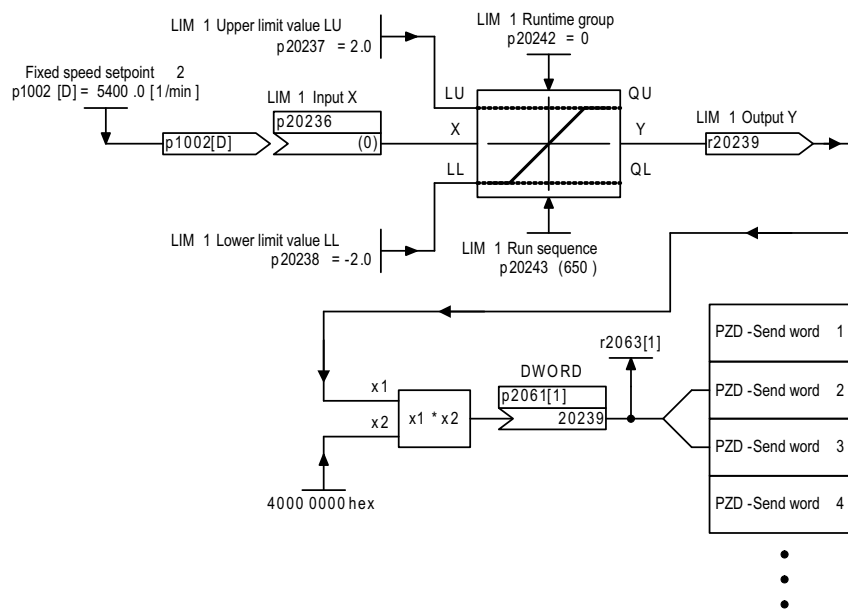 LIM 1 Upper limit value LU
p20237 = 2.0
LIM 1 Runtime group
p20242 = 0
Fixed speed setpoint 2
p1002 [D] = 5400 .0 [1/min ]
LIM 1 Input X
LU
QU
p20236
LIM 1 Output Y
p1002[D]
(0)
X
Y
r20239
LL
QL
LIM 1 Lower limit value LL
p20238 = -2.0
LIM 1 Run sequence
p20243 (650 )
PZD -Send word 1
r2063[1]
DWORD
x1
p2061[1]
PZD -Send word 2
x2
x1 * x2
20239
PZD -Send word 3
4000 0000 hex
PZD -Send word 4